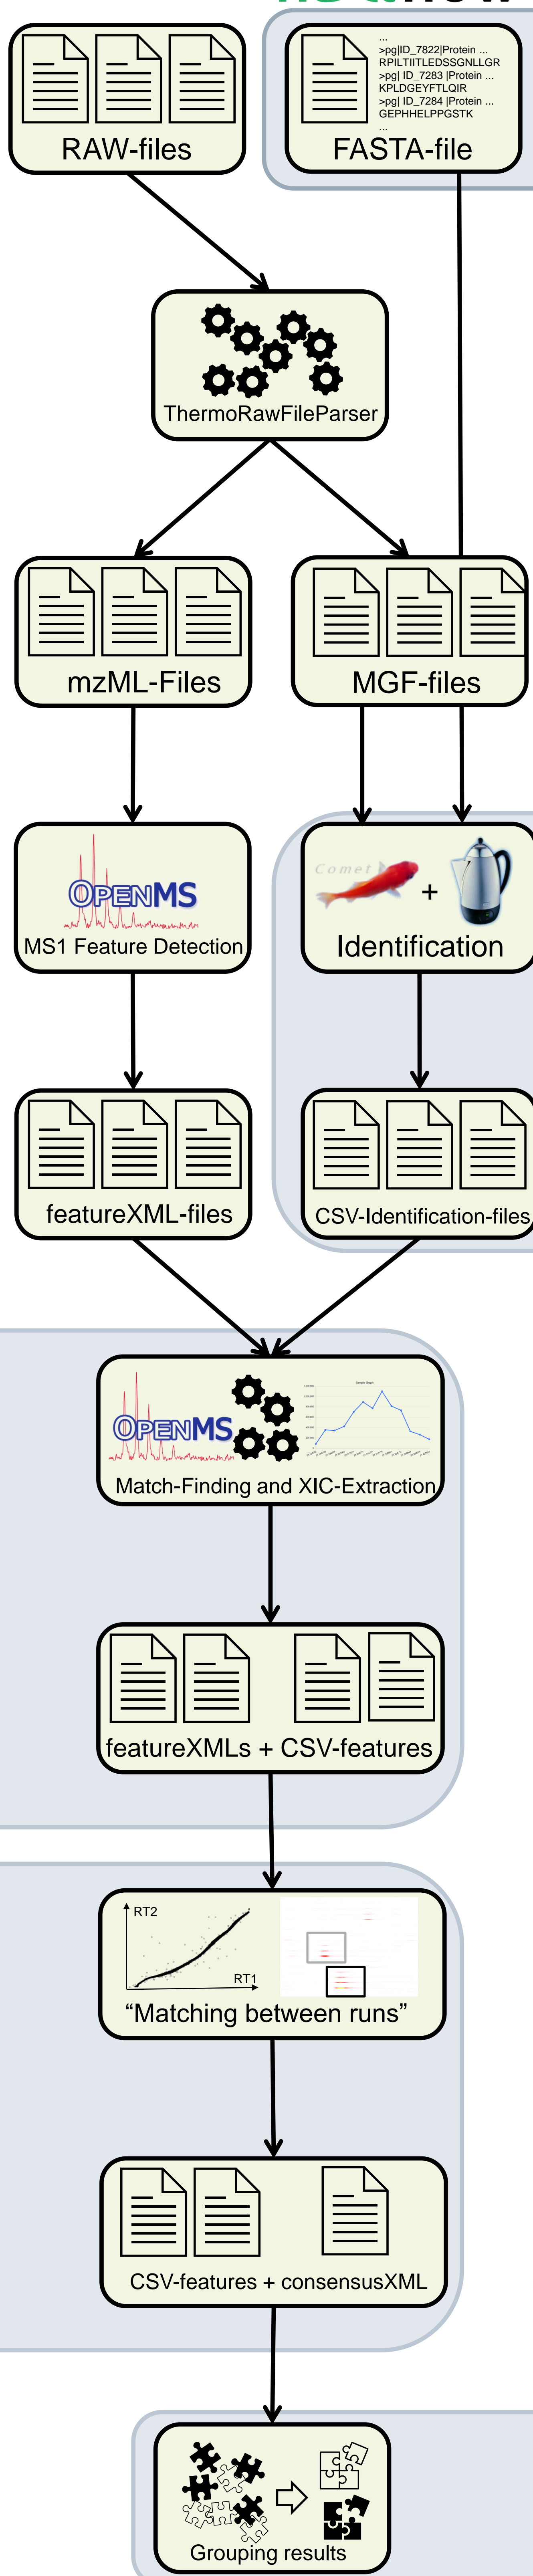 ...
>pg|ID_7822|Protein ...
RPILTIITLEDSSGNLLGR
>pg| ID_7283 |Protein ...
KPLDGEYFTLQIR
>pg| ID_7284 |Protein ...
GEPHHELPPGSTK
...
RAW-files
FASTA-file
ThermoRawFileParser
mzML-Files
MGF-files
OPENMS
MS1 Feature Detection
Comet
+
Identification
featureXML-files
CSV-Identification-files
OPENMS
Match-Finding and XIC-Extraction
featureXMLs + CSV-features
RT2
RT1
“Matching between runs”
CSV-features + consensusXML
Grouping results